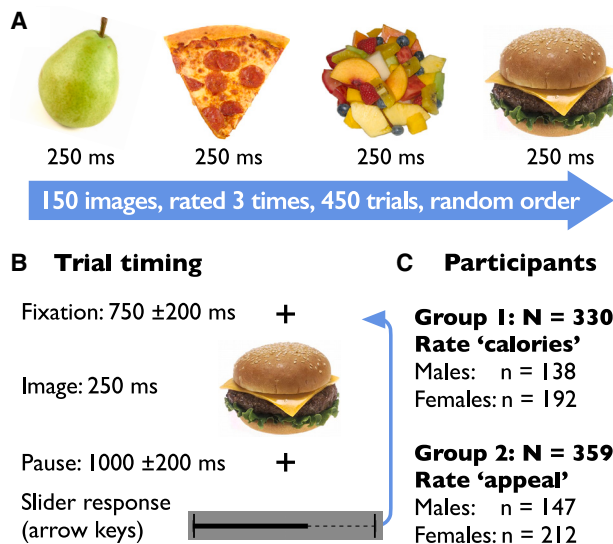 A
250 ms 250 ms 250 ms 250 ms
150 images, rated 3 times, 450 trials, random order
B Trial timing
Fixation: 750 ±200 ms +
Image: 250 ms
Pause: 1000 ±200 ms +
Slider response
(arrow keys)
C Participants
Group 1: N = 330
Rate ‘calories’
Males: n = 138
Females: n = 192
Group 2: N = 359
Rate ‘appeal’
Males: n = 147
Females: n = 212